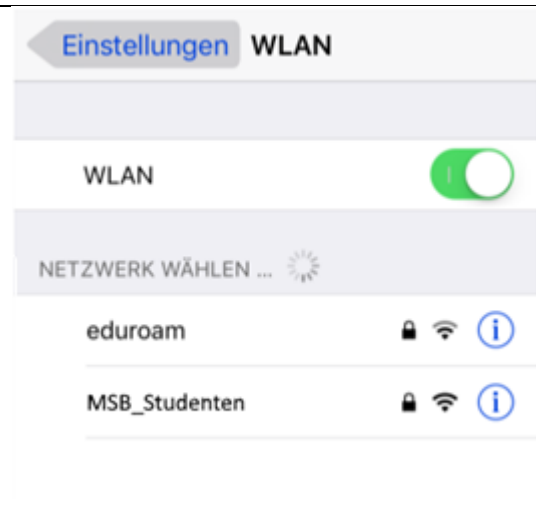 Einstellungen WLAN
WLAN
NETZWERK WÄHLEN ...
eduroam
MSB_Studenten